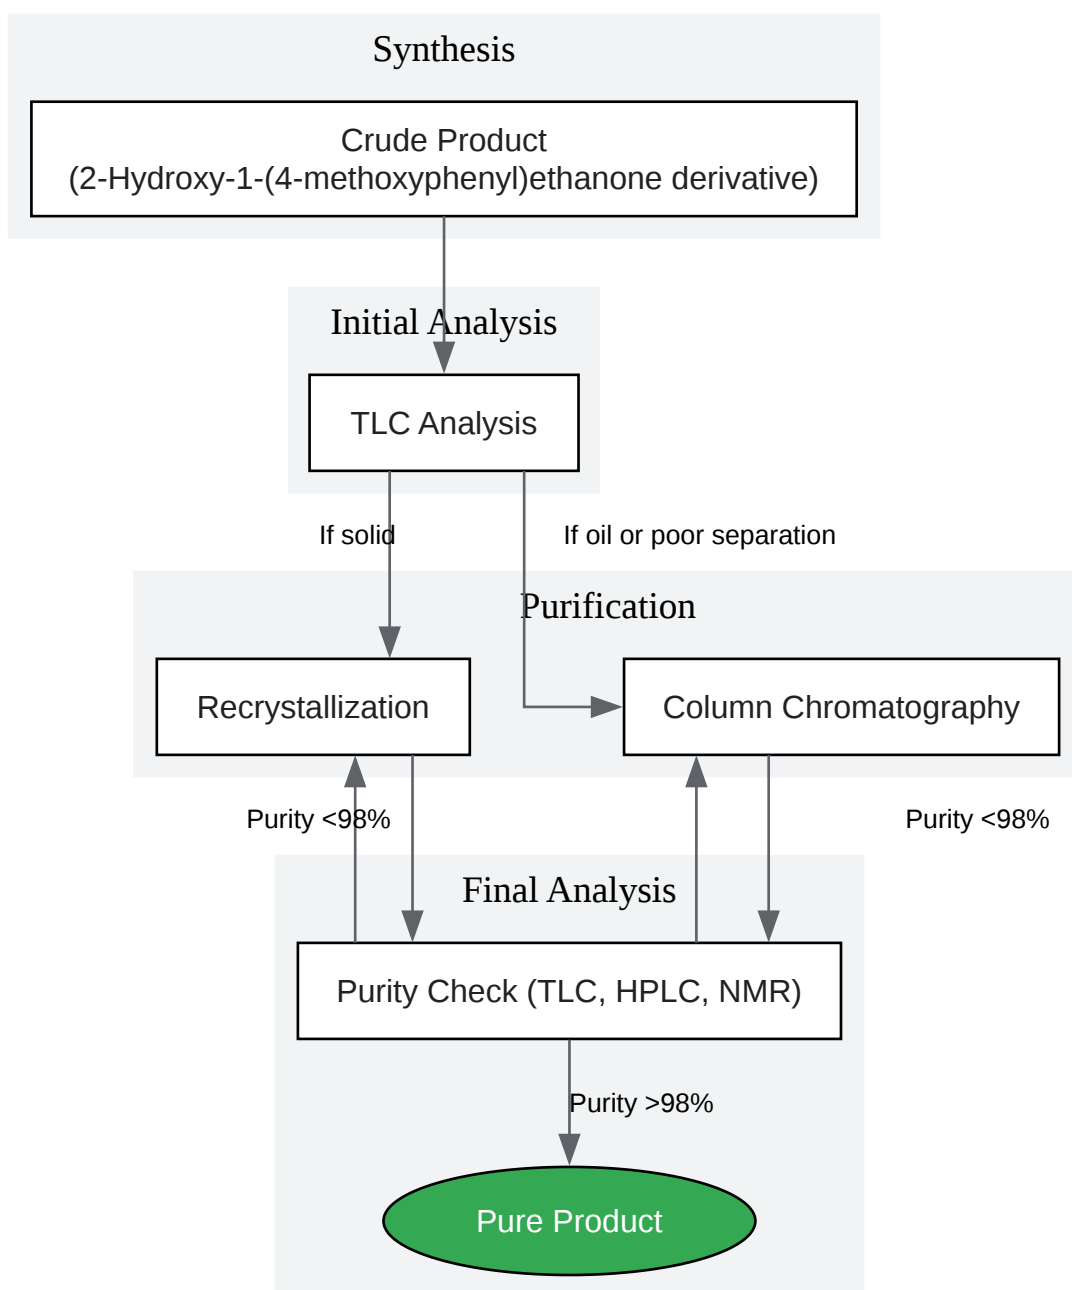 Synthesis
Crude Product
(2-Hydroxy-1-(4-methoxyphenyl)ethanone derivative)
Initial Analysis
TLC Analysis
If solid
If oil or poor separation
Purification
Recrystallization
Column Chromatography
Purity <98%
Purity <98%
Final Analysis
Purity Check (TLC, HPLC, NMR)
Purity >98%
Pure Product